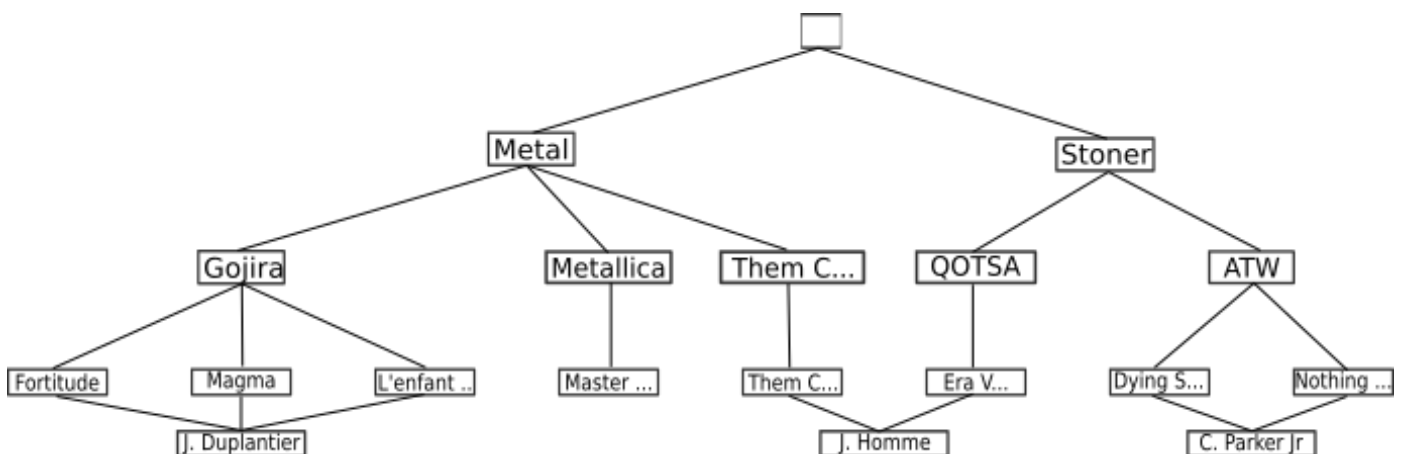 Metal
Stoner
Gojira
Metallica
Them C...
QOTSA
ATW
Fortitude
Magma
L'enfant ..
Master ...
Them C...
Era V...
Dying S...
Nothing ...
J. Duplantier
J. Homme
C. Parker Jr